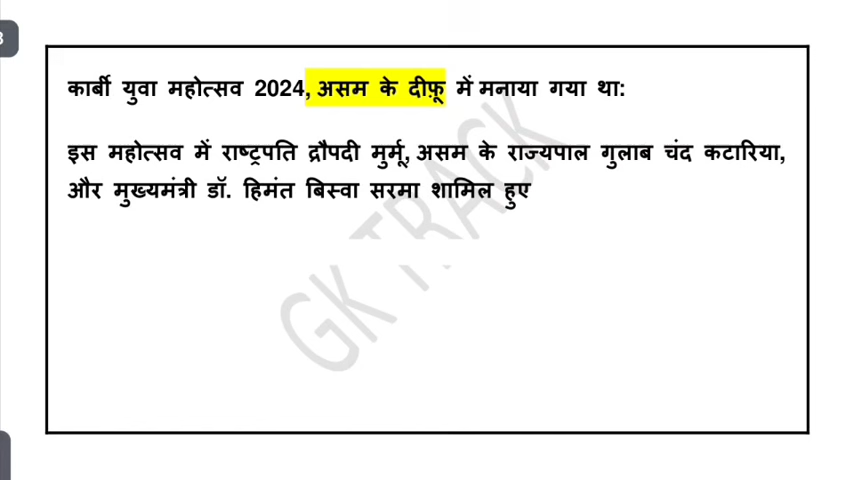 कार्बी युवा महोत्सव 2024, असम के दीफ़ू में मनाया गया था:
इस महोत्सव में राष्ट्रपति द्रौपदी मुर्मू, असम के राज्यपाल गुलाब चंद कटारिया,
और मुख्यमंत्री डॉ. हिमंत बिस्वा सरमा शामिल हुए
GK TRACK